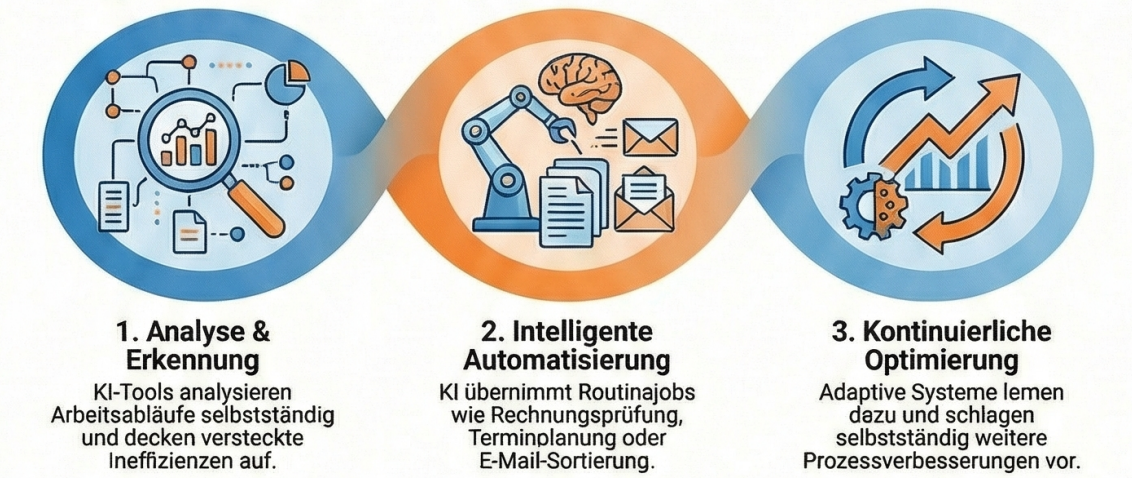 1. Analyse &
Erkennung
KI-Tools analysieren
Arbeitsabläufe selbstständig
und decken versteckte
Ineffizienzen auf.
2. Intelligente
Automatisierung
KI übernimmt Routinajobs
wie Rechnungsprüfung,
Terminplanung oder
E-Mail-Sortierung.
3. Kontinuierliche
Optimierung
Adaptive Systeme lemen
dazu und schlagen
selbstständig weitere
Prozessverbesserungen vor.